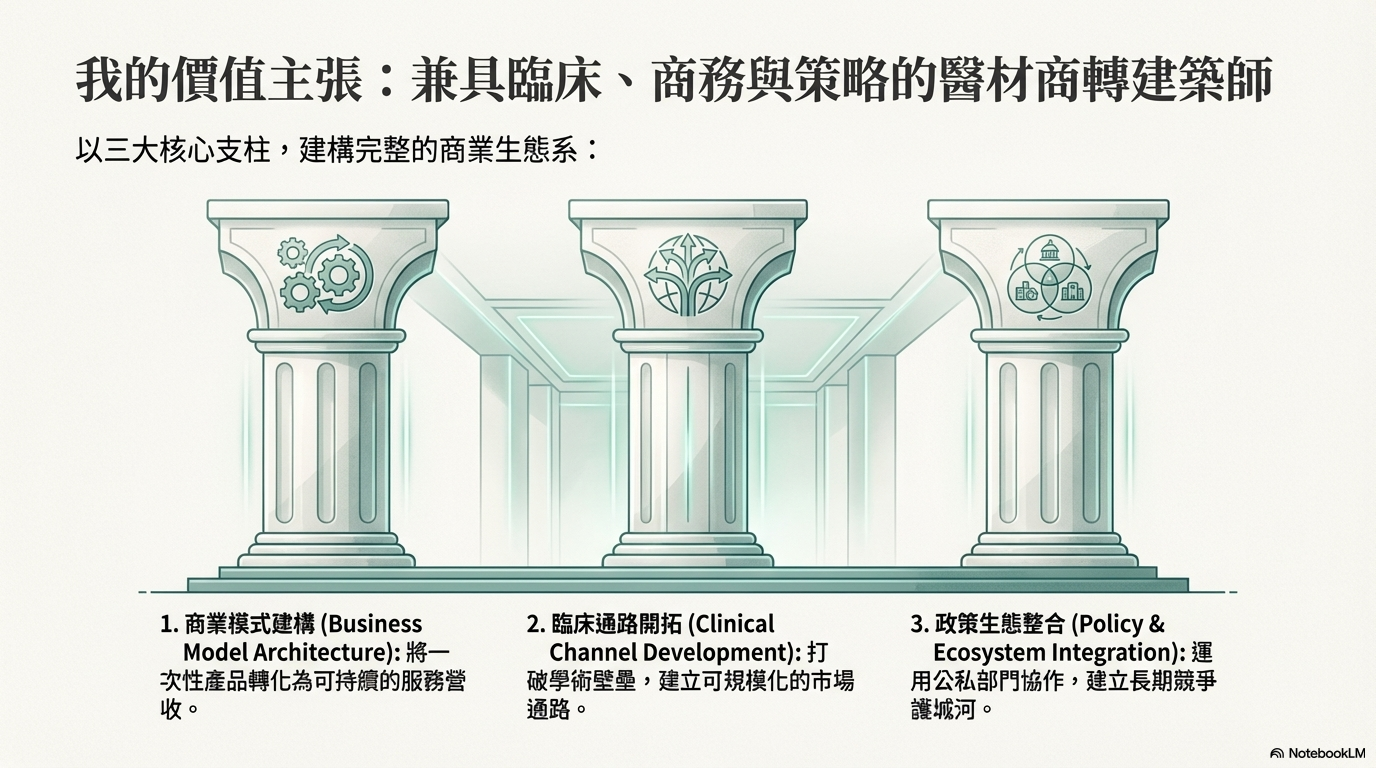 我的價值主張：兼具臨床、商務與策略的醫材商轉建築師
以三大核心支柱，建構完整的商業生態系：
1. 商業模式建構 (Business
Model Architecture): 將一
次性產品轉化為可持續的服務營
收。
2. 臨床通路開拓 (Clinical
Channel Development): 打
破學術壁壘，建立可規模化的市場
通路。
3. 政策生態整合 (Policy &
Ecosystem Integration): 運
用公私部門協作，建立長期競爭
護城河。
NotebookLM